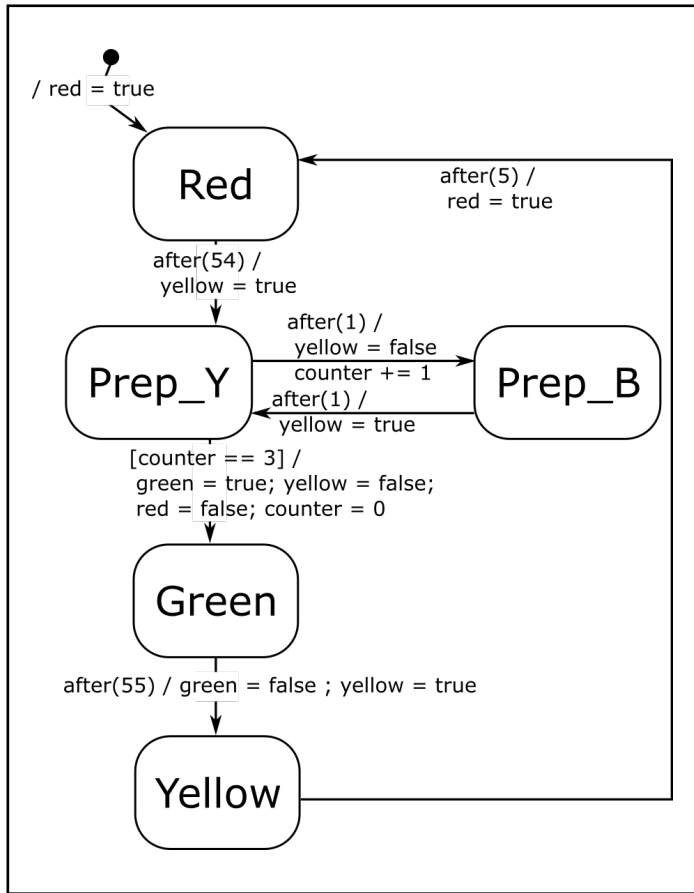 / red = true
Red
after(5) /
red = true
after(54) /
yellow = true
after(1) /
yellow = false
counter += 1
Prep_Y
Prep_B
after(1) /
yellow = true
[counter == 3] /
green = true; yellow = false;
red = false; counter = 0
Green
after(55) / green = false ; yellow = true
Yellow